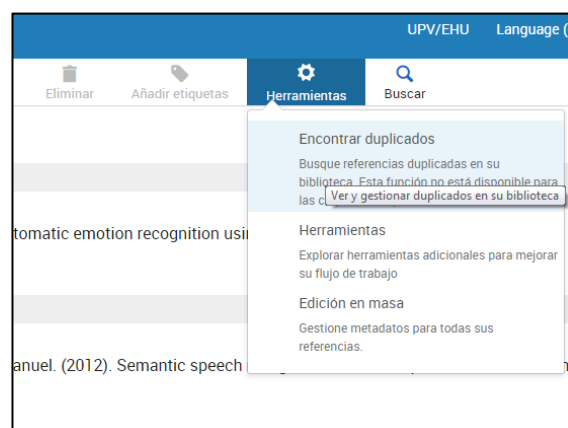 UPV/EHU Language (
Eliminar Añadir etiquetas Herramientas Buscar
Encontrar duplicados
Busque referencias duplicadas en su
biblioteca. Esta función no está disponible para
las c
Ver y gestionar duplicados en su biblioteca
tomatic emotion recognition usi
Herramientas
Explorar herramientas adicionales para mejorar
su flujo de trabajo
Edición en masa
Gestione metadatos para todas sus
referencias.
anuel. (2012). Semantic speech